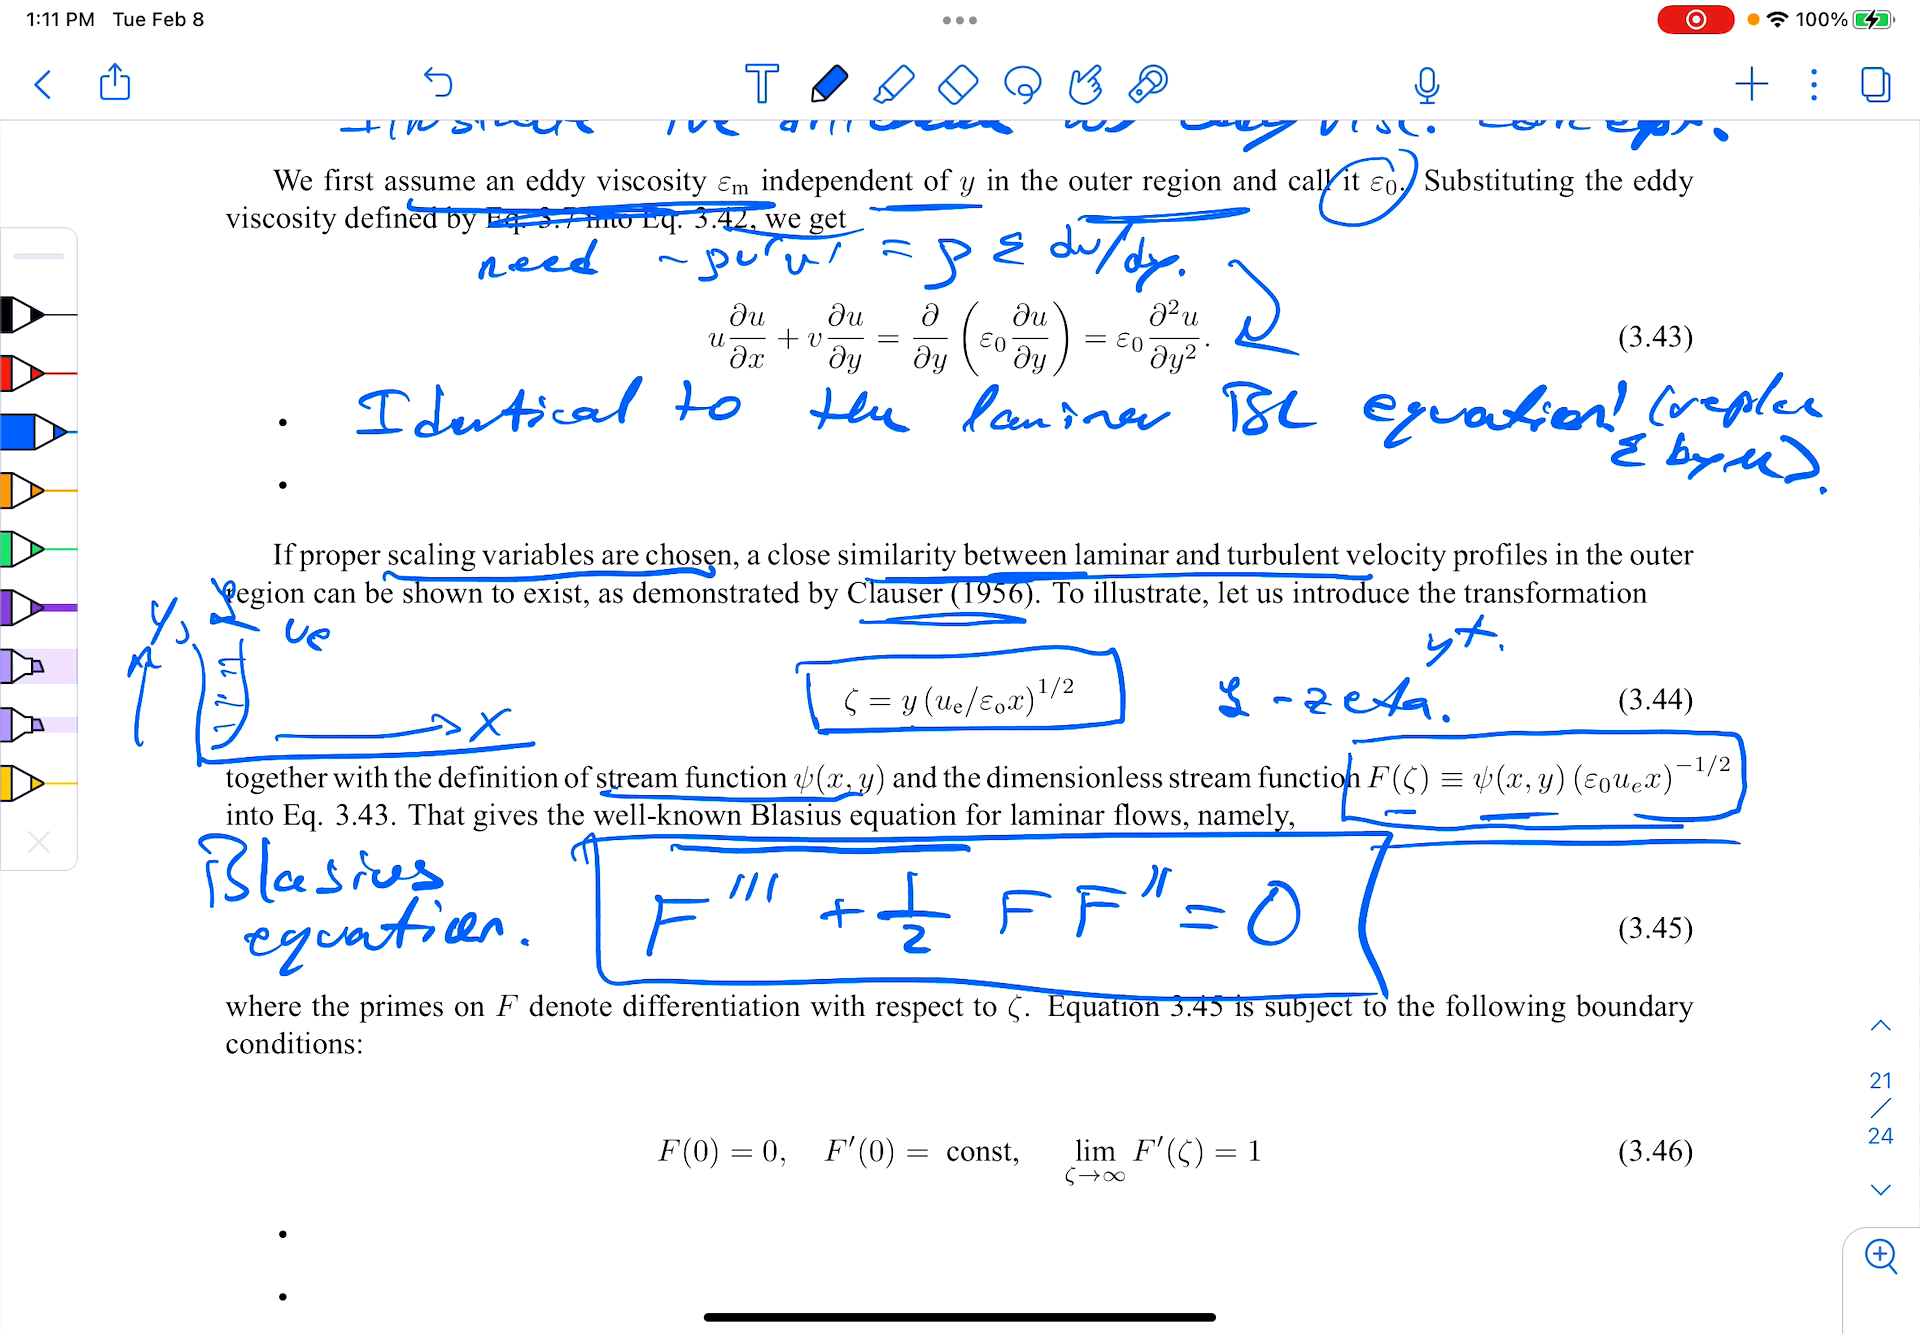 1:11 PM Tue Feb 8
100%
We first assume an eddy viscosity εm independent of y in the outer region and call it ε0. Substituting the eddy
viscosity defined by Eq. 3.7 into Eq. 3.42, we get
need -ρu'v' = ρ ε du/dy.
u ∂u/∂x + v ∂u/∂y = ∂/∂y (ε0 ∂u/∂y) = ε0 ∂²u/∂y². (3.43)
• Identical to the laminar BL equation! (replace
ε by μ).
•
If proper scaling variables are chosen, a close similarity between laminar and turbulent velocity profiles in the outer
region can be shown to exist, as demonstrated by Clauser (1956). To illustrate, let us introduce the transformation
y, ζ ue
y+.
ζ = y (ue/εox)^1/2 ζ - zeta. (3.44)
x
together with the definition of stream function ψ(x, y) and the dimensionless stream function F(ζ) ≡ ψ(x, y) (ε0uex)^−1/2
into Eq. 3.43. That gives the well-known Blasius equation for laminar flows, namely,
Blasius
equation.
F''' + 1/2 F F'' = 0 (3.45)
where the primes on F denote differentiation with respect to ζ. Equation 3.45 is subject to the following boundary
conditions:
F(0) = 0, F'(0) = const, lim ζ→∞ F'(ζ) = 1 (3.46)
•
•
21
/
24